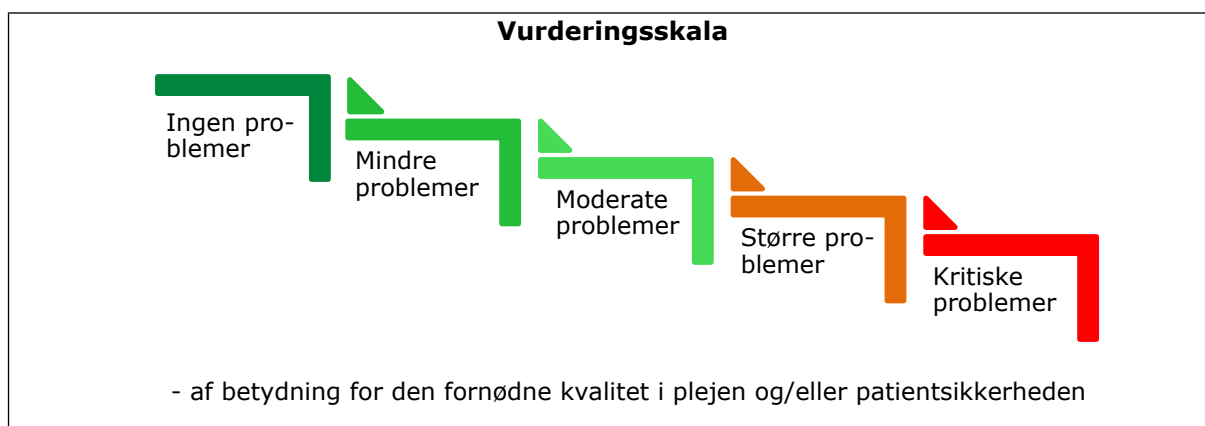 Vurderingsskala
Ingen pro-
blemer
Mindre
problemer
Moderate
problemer
Større pro-
blemer
Kritiske
problemer
- af betydning for den fornødne kvalitet i plejen og/eller patientsikkerheden